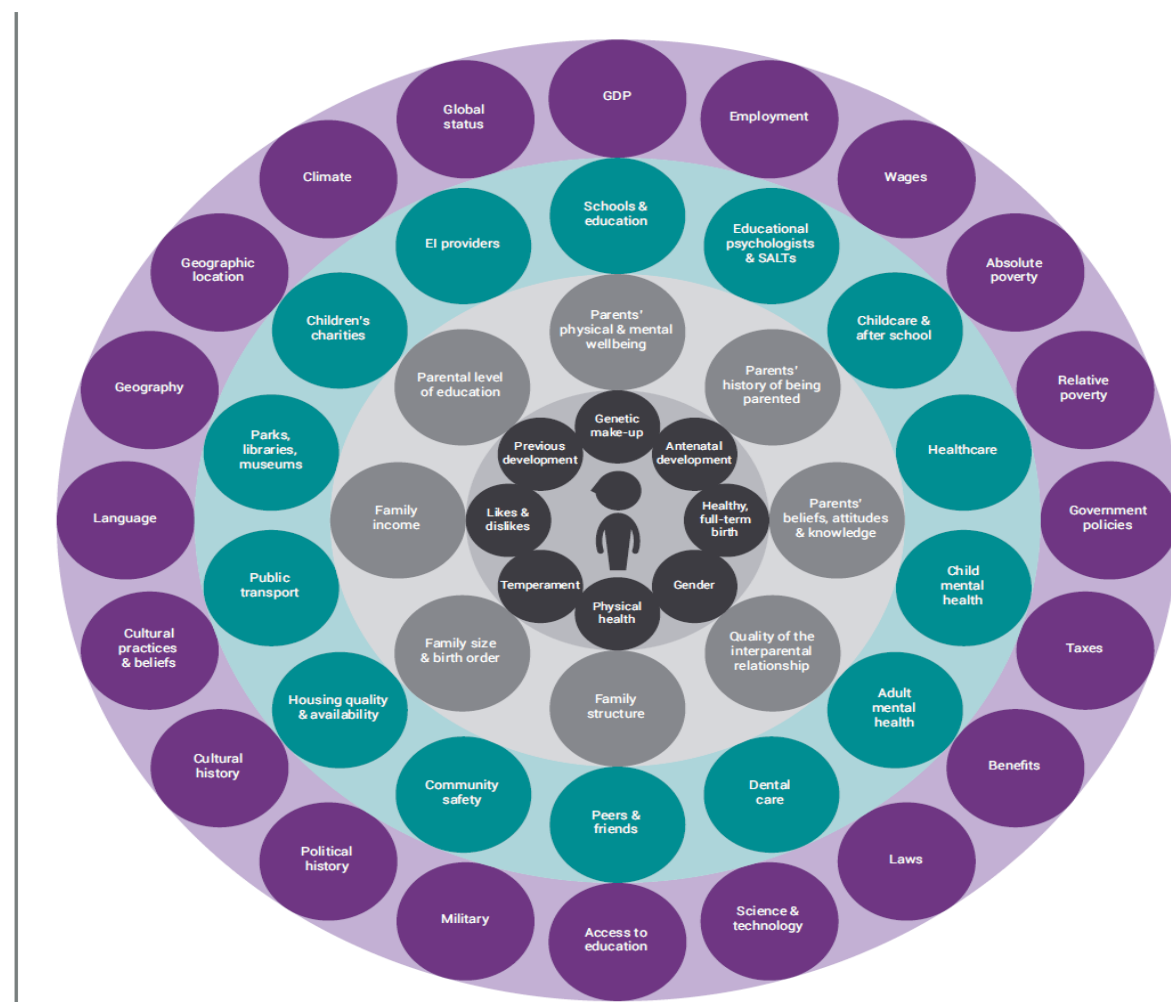 GDP
Employment
Wages
Absolute
poverty
Relative
poverty
Government
policies
Taxes
Benefits
Laws
Science &
technology
Access to
education
Military
Political
history
Cultural
history
Cultural
practices
& beliefs
Language
Geography
Geographic
location
Climate
Global
status
Schools &
education
Educational
psychologists
& SALTs
Childcare &
after school
Healthcare
Child
mental
health
Adult
mental
health
Dental
care
Peers &
friends
Community
safety
Housing quality
& availability
Public
transport
Parks,
libraries,
museums
Children's
charities
EI providers
Parents'
physical & mental
wellbeing
Parents'
history of being
parented
Parents'
beliefs, attitudes
& knowledge
Quality of the
interparental
relationship
Family
structure
Family size
& birth order
Family
income
Parental level
of education
Genetic
make-up
Antenatal
development
Healthy,
full-term
birth
Gender
Physical
health
Temperament
Likes &
dislikes
Previous
development